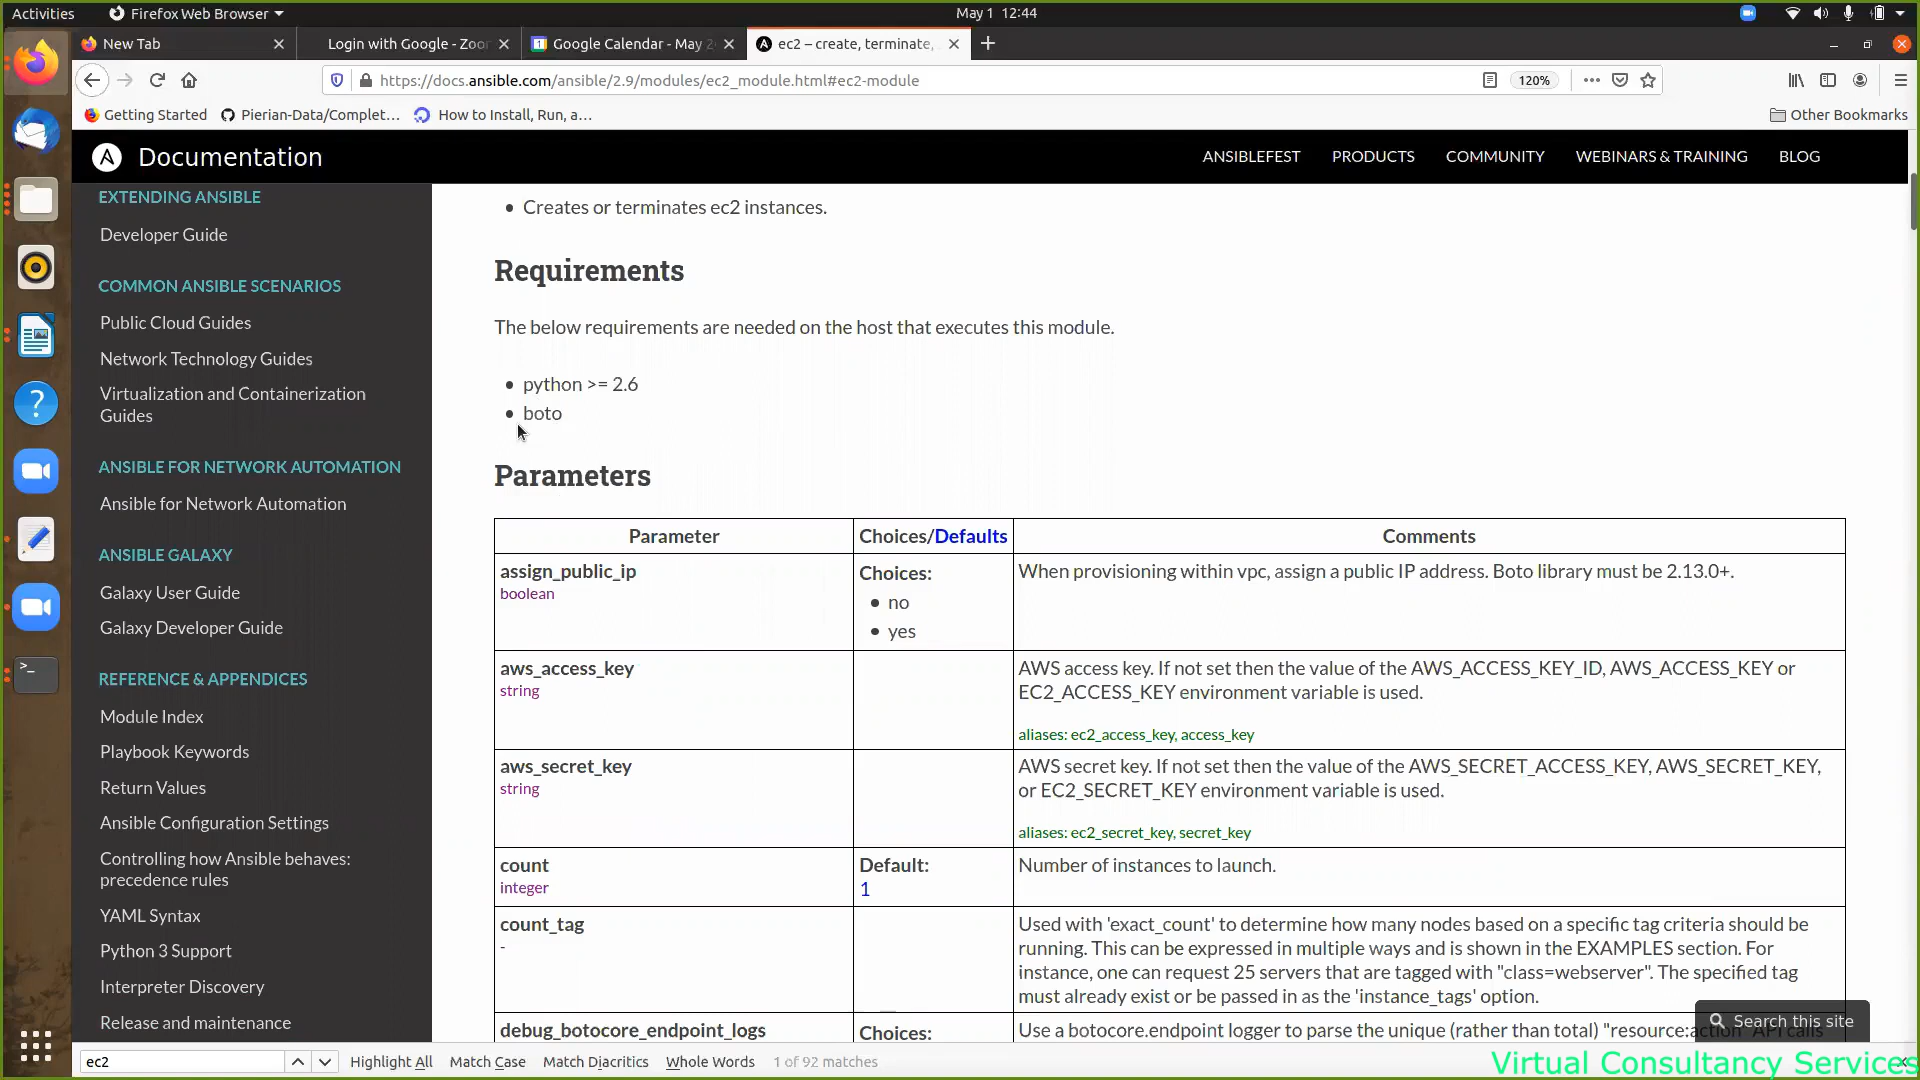 Activities
Firefox Web Browser
May 1 12:44
New Tab
Login with Google - Zoo
Google Calendar - May 2
ec2 – create, terminate,
https://docs.ansible.com/ansible/2.9/modules/ec2_module.html#ec2-module
120%
Getting Started
Pierian-Data/Complet...
How to Install, Run, a...
Other Bookmarks
Documentation
ANSIBLEFEST
PRODUCTS
COMMUNITY
WEBINARS & TRAINING
BLOG
EXTENDING ANSIBLE
Developer Guide
COMMON ANSIBLE SCENARIOS
Public Cloud Guides
Network Technology Guides
Virtualization and Containerization
Guides
ANSIBLE FOR NETWORK AUTOMATION
Ansible for Network Automation
ANSIBLE GALAXY
Galaxy User Guide
Galaxy Developer Guide
REFERENCE & APPENDICES
Module Index
Playbook Keywords
Return Values
Ansible Configuration Settings
Controlling how Ansible behaves:
precedence rules
YAML Syntax
Python 3 Support
Interpreter Discovery
Release and maintenance
Creates or terminates ec2 instances.
Requirements
The below requirements are needed on the host that executes this module.
python >= 2.6
boto
Parameters
Parameter
Choices/Defaults
Comments
assign_public_ip
boolean
Choices:
no
yes
When provisioning within vpc, assign a public IP address. Boto library must be 2.13.0+.
aws_access_key
string
AWS access key. If not set then the value of the AWS_ACCESS_KEY_ID, AWS_ACCESS_KEY or
EC2_ACCESS_KEY environment variable is used.
aliases: ec2_access_key, access_key
aws_secret_key
string
AWS secret key. If not set then the value of the AWS_SECRET_ACCESS_KEY, AWS_SECRET_KEY,
or EC2_SECRET_KEY environment variable is used.
aliases: ec2_secret_key, secret_key
count
integer
Default:
1
Number of instances to launch.
count_tag
-
Used with 'exact_count' to determine how many nodes based on a specific tag criteria should be
running. This can be expressed in multiple ways and is shown in the EXAMPLES section. For
instance, one can request 25 servers that are tagged with "class=webserver". The specified tag
must already exist or be passed in as the 'instance_tags' option.
debug_botocore_endpoint_logs
Choices:
Use a botocore.endpoint logger to parse the unique (rather than total) "resource:action" API calls
Search this site
ec2
Highlight All
Match Case
Match Diacritics
Whole Words
1 of 92 matches
Virtual Consultancy Services